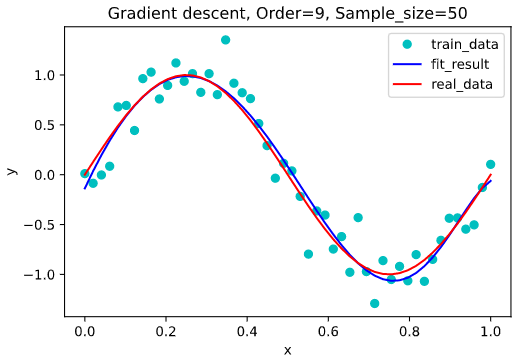 Gradient descent, Order=9, Sample_size=50
train_data
fit_result
real_data
1.0
0.5
0.0
−0.5
−1.0
y
0.0
0.2
0.4
0.6
0.8
1.0
x